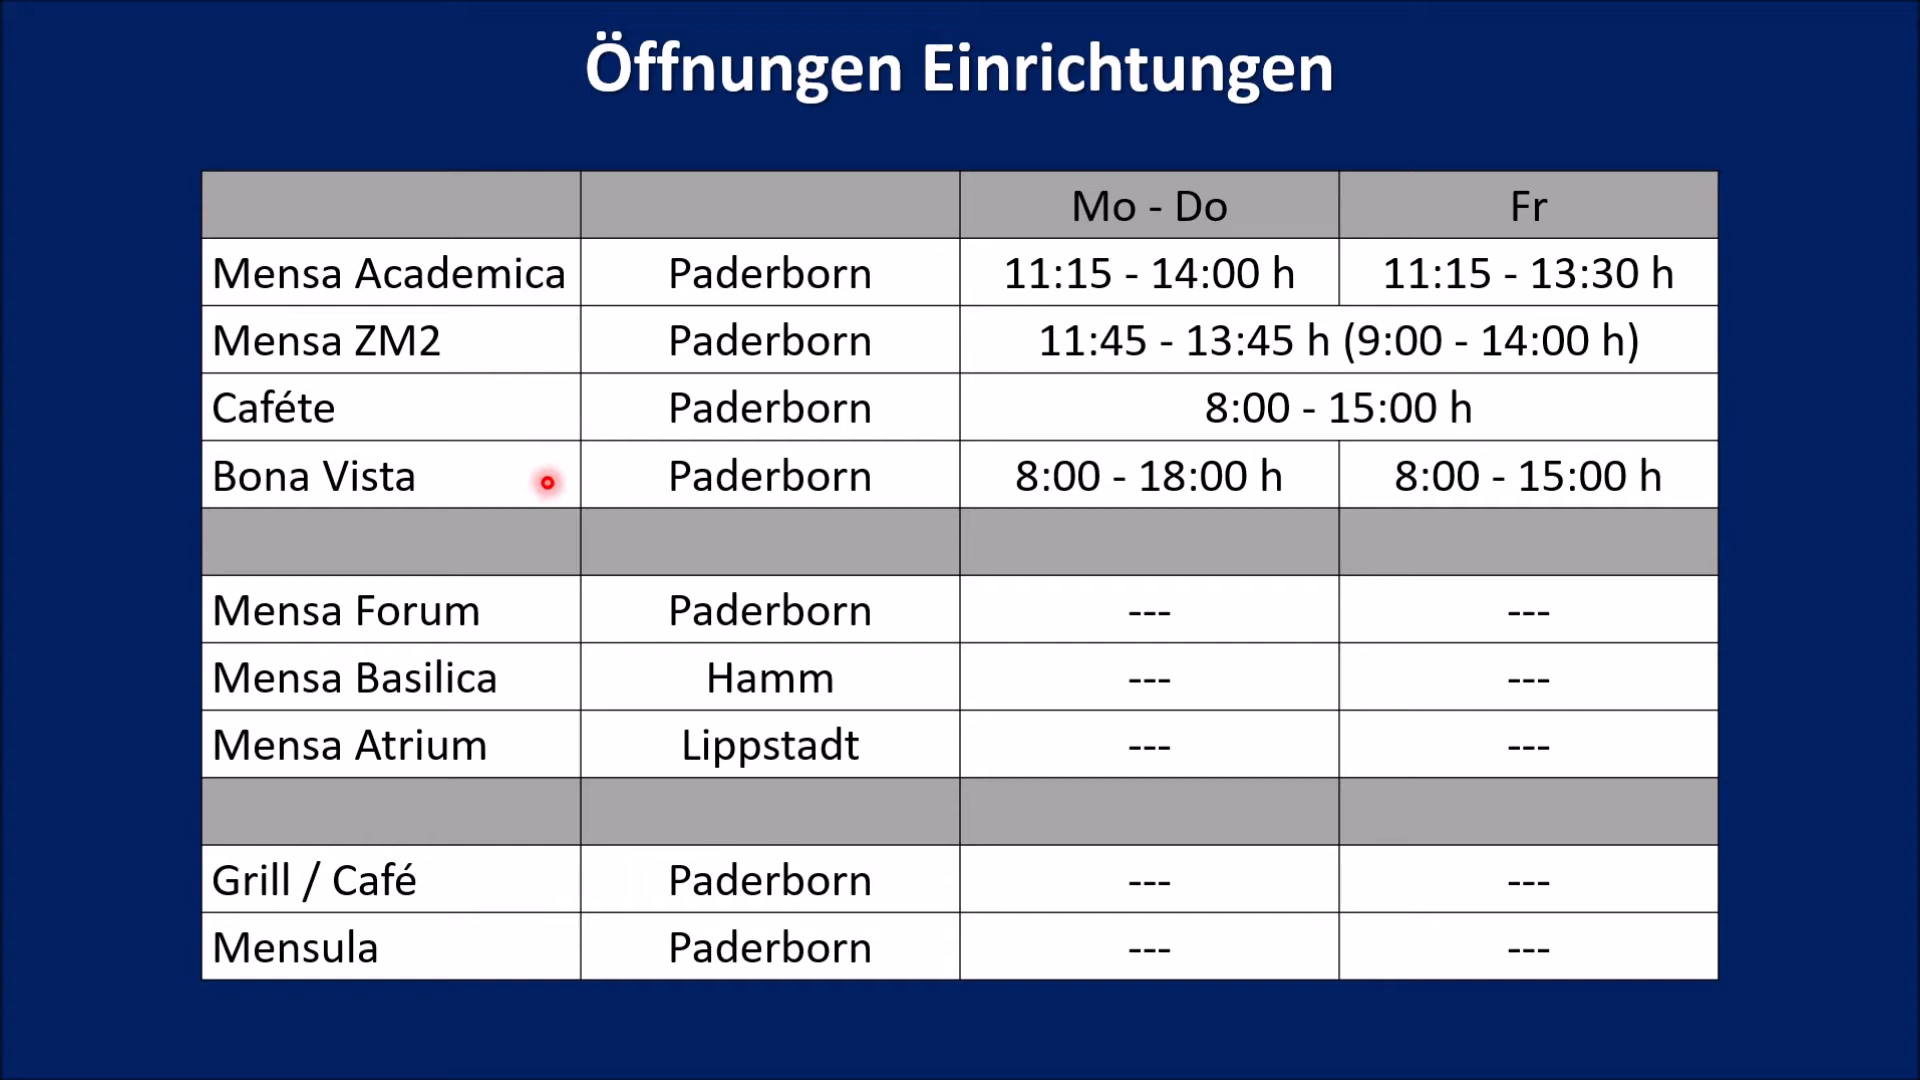 Öffnungen Einrichtungen
Mo - Do Fr
Mensa Academica Paderborn 11:15 - 14:00 h 11:15 - 13:30 h
Mensa ZM2 Paderborn 11:45 - 13:45 h (9:00 - 14:00 h)
Caféte Paderborn 8:00 - 15:00 h
Bona Vista Paderborn 8:00 - 18:00 h 8:00 - 15:00 h
Mensa Forum Paderborn --- ---
Mensa Basilica Hamm --- ---
Mensa Atrium Lippstadt --- ---
Grill / Café Paderborn --- ---
Mensula Paderborn --- ---